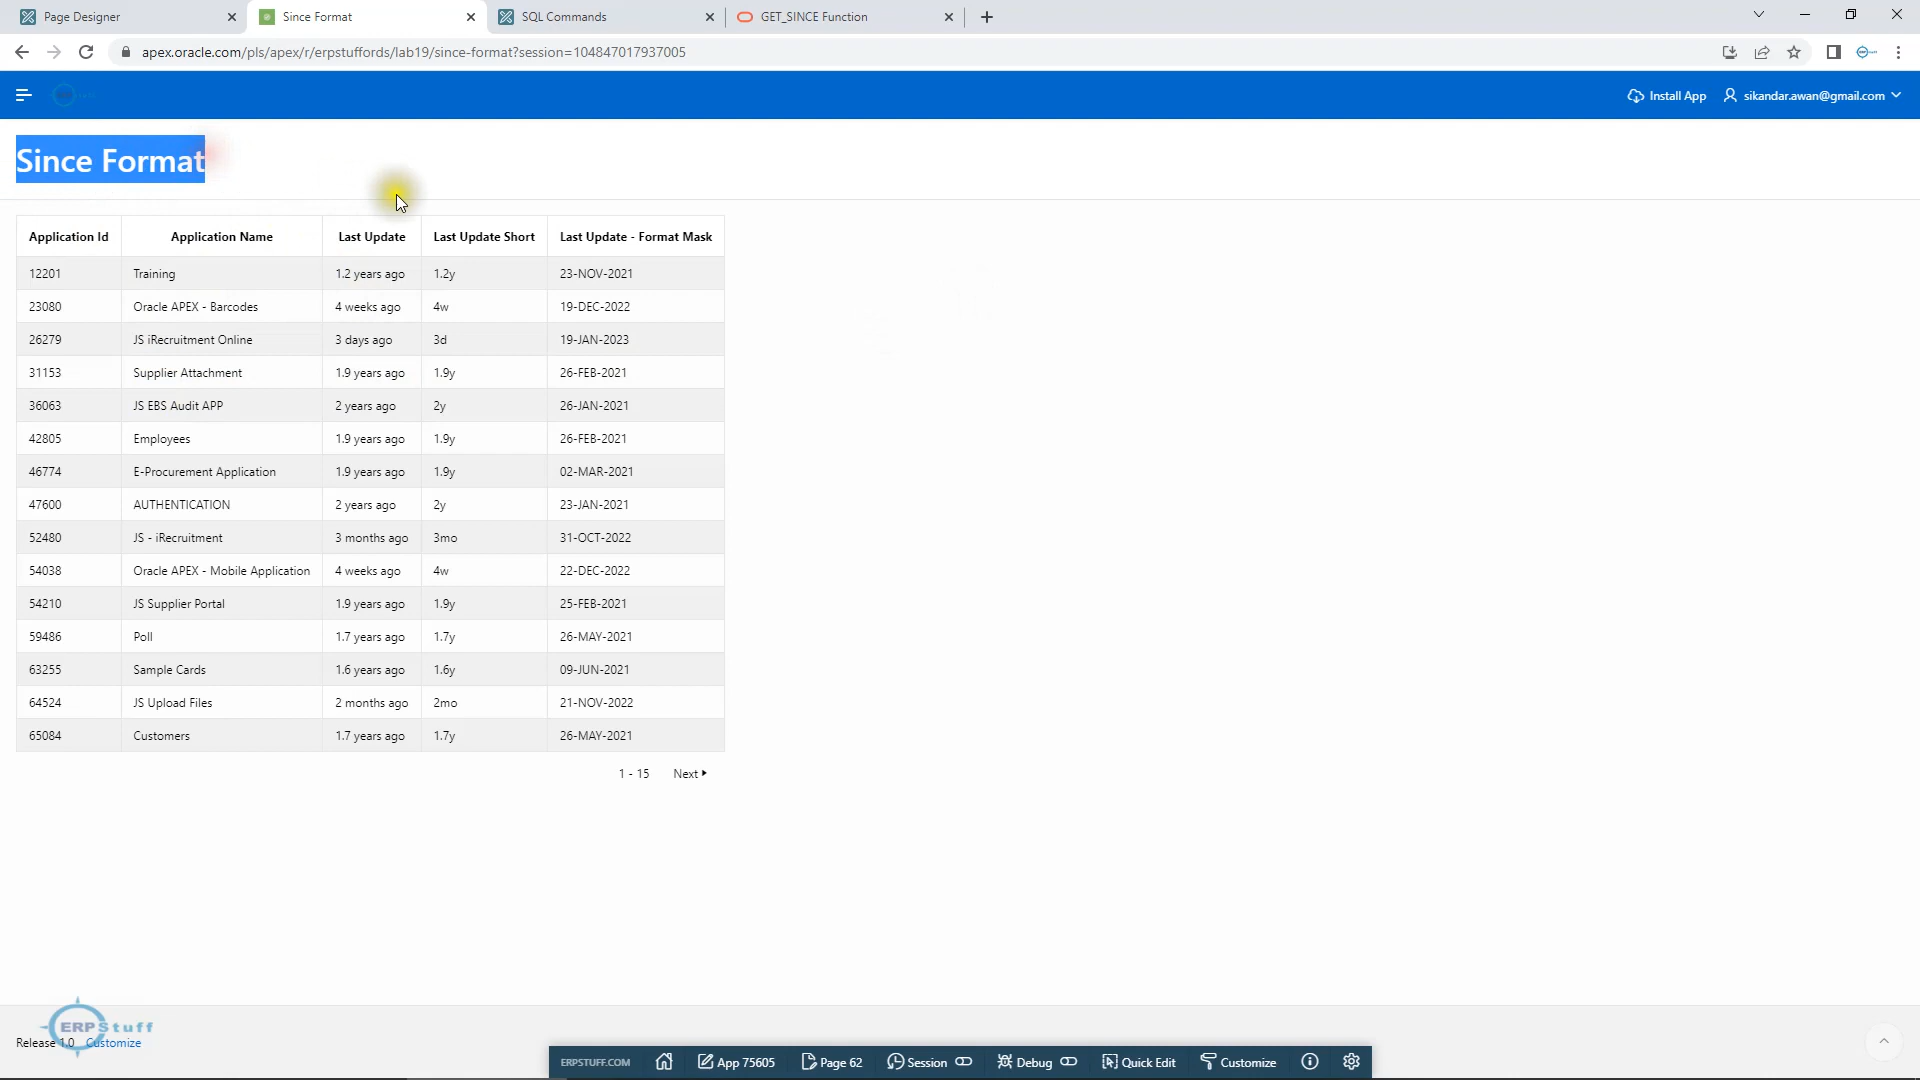 Page Designer
Since Format
SQL Commands
GET_SINCE Function
apex.oracle.com/pls/apex/r/erpstuffords/lab19/since-format?session=104847017937005
Install App
sikandar.awan@gmail.com
Since Format
Application Id Application Name Last Update Last Update Short Last Update - Format Mask
12201 Training 1.2 years ago 1.2y 23-NOV-2021
23080 Oracle APEX - Barcodes 4 weeks ago 4w 19-DEC-2022
26279 JS iRecruitment Online 3 days ago 3d 19-JAN-2023
31153 Supplier Attachment 1.9 years ago 1.9y 26-FEB-2021
36063 JS EBS Audit APP 2 years ago 2y 26-JAN-2021
42805 Employees 1.9 years ago 1.9y 26-FEB-2021
46774 E-Procurement Application 1.9 years ago 1.9y 02-MAR-2021
47600 AUTHENTICATION 2 years ago 2y 23-JAN-2021
52480 JS - iRecruitment 3 months ago 3mo 31-OCT-2022
54038 Oracle APEX - Mobile Application 4 weeks ago 4w 22-DEC-2022
54210 JS Supplier Portal 1.9 years ago 1.9y 25-FEB-2021
59486 Poll 1.7 years ago 1.7y 26-MAY-2021
63255 Sample Cards 1.6 years ago 1.6y 09-JUN-2021
64524 JS Upload Files 2 months ago 2mo 21-NOV-2022
65084 Customers 1.7 years ago 1.7y 26-MAY-2021
1 - 15 Next
ERPStuff
Release 1.0 Customize
ERPSTUFF.COM App 75605 Page 62 Session Debug Quick Edit Customize